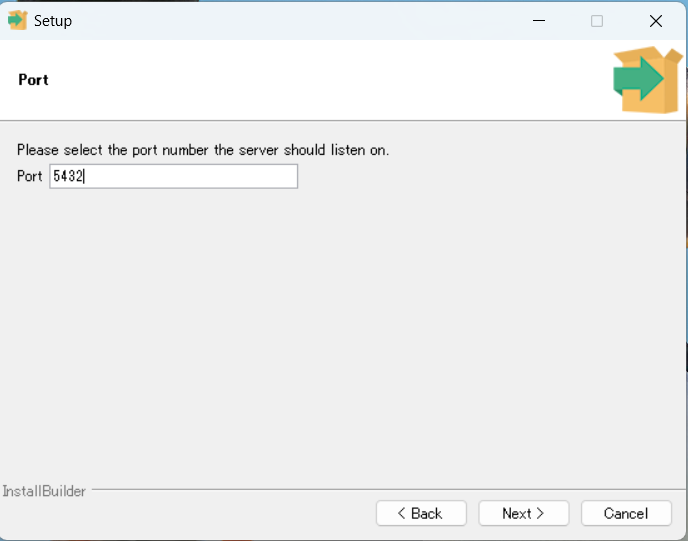 Setup
Port
Please select the port number the server should listen on.
Port 5432
InstallBuilder
< Back Next > Cancel